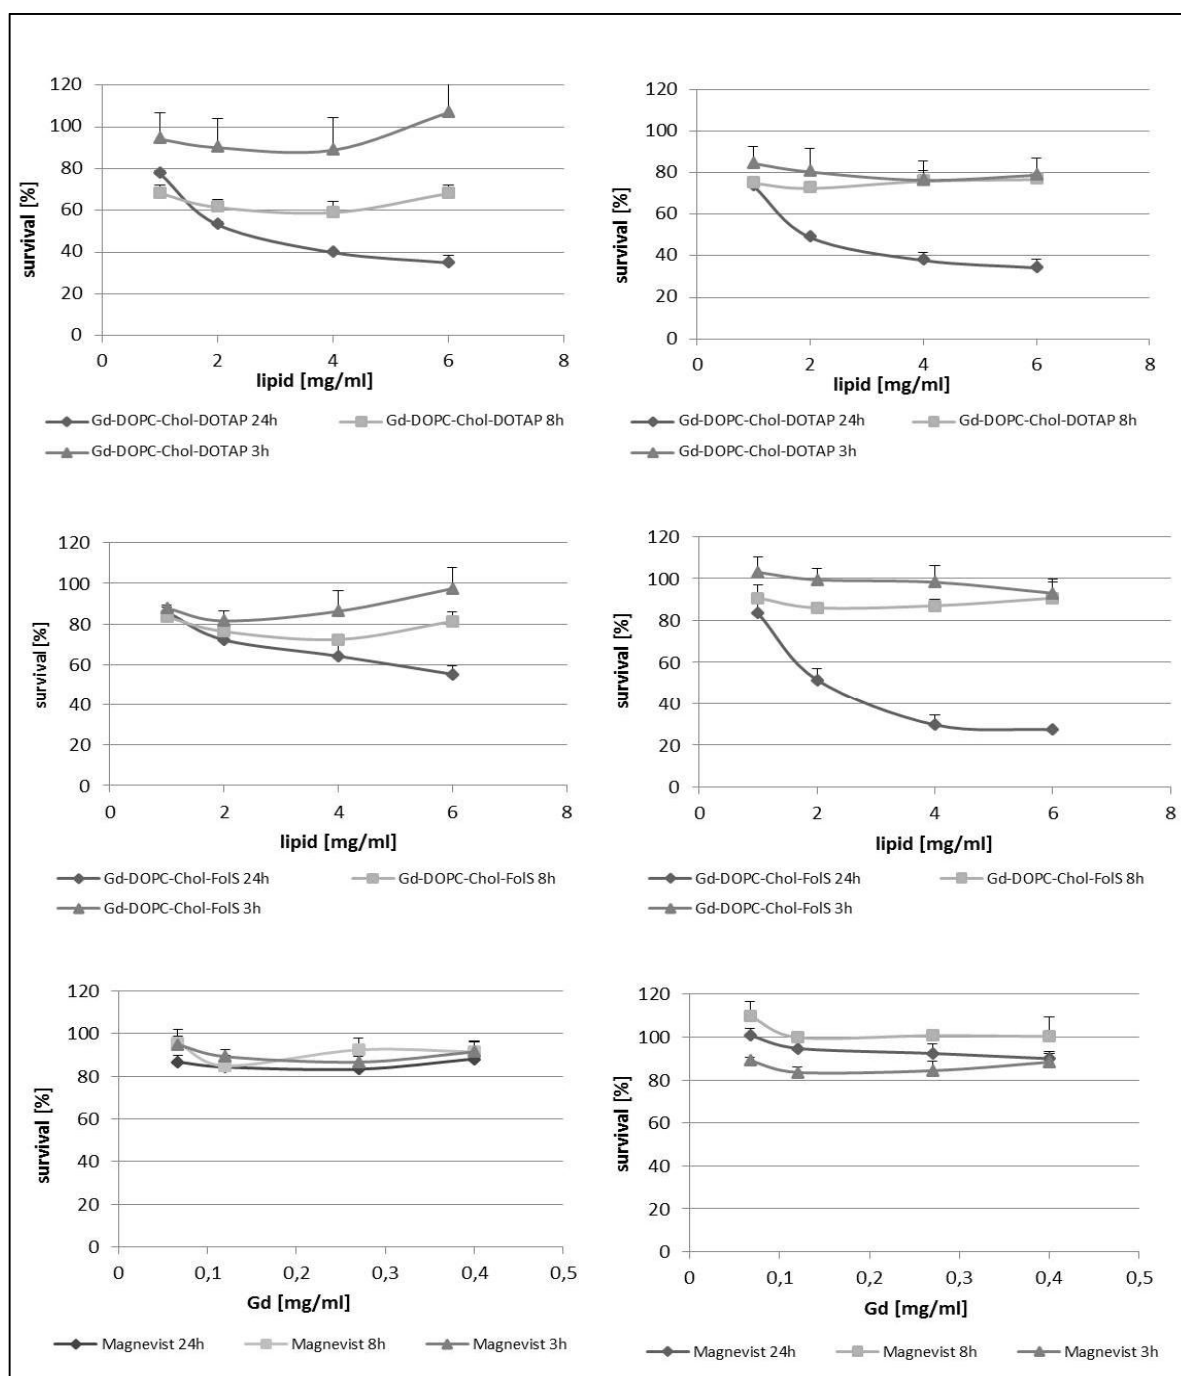 120
100
80
60
40
20
0
survival [%]
0 2 4 6 8
lipid [mg/ml]
Gd-DOPC-Chol-DOTAP 24h Gd-DOPC-Chol-DOTAP 8h
Gd-DOPC-Chol-DOTAP 3h
120
100
80
60
40
20
0
survival [%]
0 2 4 6 8
lipid [mg/ml]
Gd-DOPC-Chol-DOTAP 24h Gd-DOPC-Chol-DOTAP 8h
Gd-DOPC-Chol-DOTAP 3h
120
100
80
60
40
20
0
survival [%]
0 2 4 6 8
lipid [mg/ml]
Gd-DOPC-Chol-FolS 24h Gd-DOPC-Chol-FolS 8h
Gd-DOPC-Chol-FolS 3h
120
100
80
60
40
20
0
survival [%]
0 2 4 6 8
lipid [mg/ml]
Gd-DOPC-Chol-FolS 24h Gd-DOPC-Chol-FolS 8h
Gd-DOPC-Chol-FolS 3h
120
100
80
60
40
20
0
survival [%]
0 0,1 0,2 0,3 0,4 0,5
Gd [mg/ml]
Magnevist 24h Magnevist 8h Magnevist 3h
120
100
80
60
40
20
0
survival [%]
0 0,1 0,2 0,3 0,4 0,5
Gd [mg/ml]
Magnevist 24h Magnevist 8h Magnevist 3h